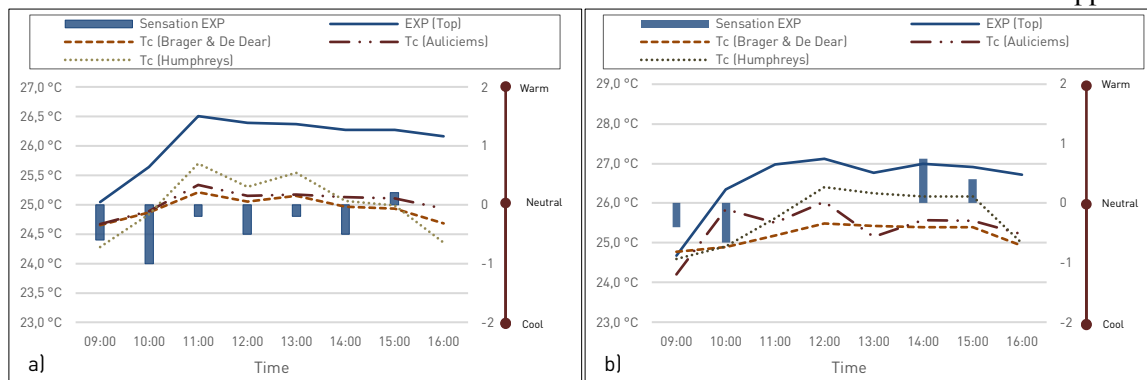 pp
Sensation EXP
EXP (Top)
Tc (Brager & De Dear)
Tc (Auliciems)
Tc (Humphreys)
27,0 °C
26,5 °C
26,0 °C
25,5 °C
25,0 °C
24,5 °C
24,0 °C
23,5 °C
23,0 °C
2
1
0
-1
-2
Warm
Neutral
Cool
09:00 10:00 11:00 12:00 13:00 14:00 15:00 16:00
Time
a)
Sensation EXP
EXP (Top)
Tc (Brager & De Dear)
Tc (Auliciems)
Tc (Humphreys)
29,0 °C
28,0 °C
27,0 °C
26,0 °C
25,0 °C
24,0 °C
23,0 °C
2
1
0
-1
-2
Warm
Neutral
Cool
09:00 10:00 11:00 12:00 13:00 14:00 15:00 16:00
Time
b)